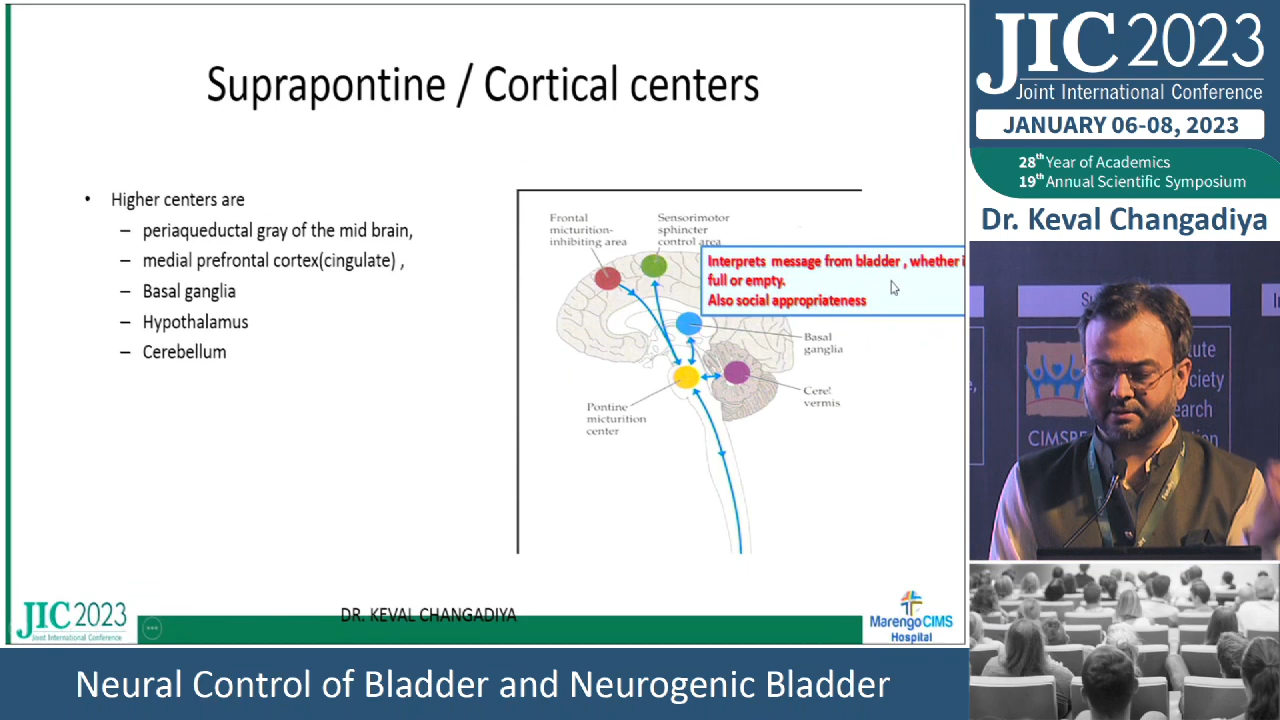 Suprapontine / Cortical centers
• Higher centers are
– periaqueductal gray of the mid brain,
– medial prefrontal cortex(cingulate) ,
– Basal ganglia
– Hypothalamus
– Cerebellum
Frontal
micturition-
inhibiting area
Sensorimotor
sphincter
control area
Interprets message from bladder , whether i
full or empty.
Also social appropriateness
Basal
ganglia
vermis
Pontine
micturition
center
JIC 2023
Joint International Conference
DR. KEVAL CHANGADIYA
Marengo CIMS
Hospital
Neural Control of Bladder and Neurogenic Bladder
JIC 2023
Joint International Conference
JANUARY 06-08, 2023
28th Year of Academics
19th Annual Scientific Symposium
Dr. Keval Changadiya